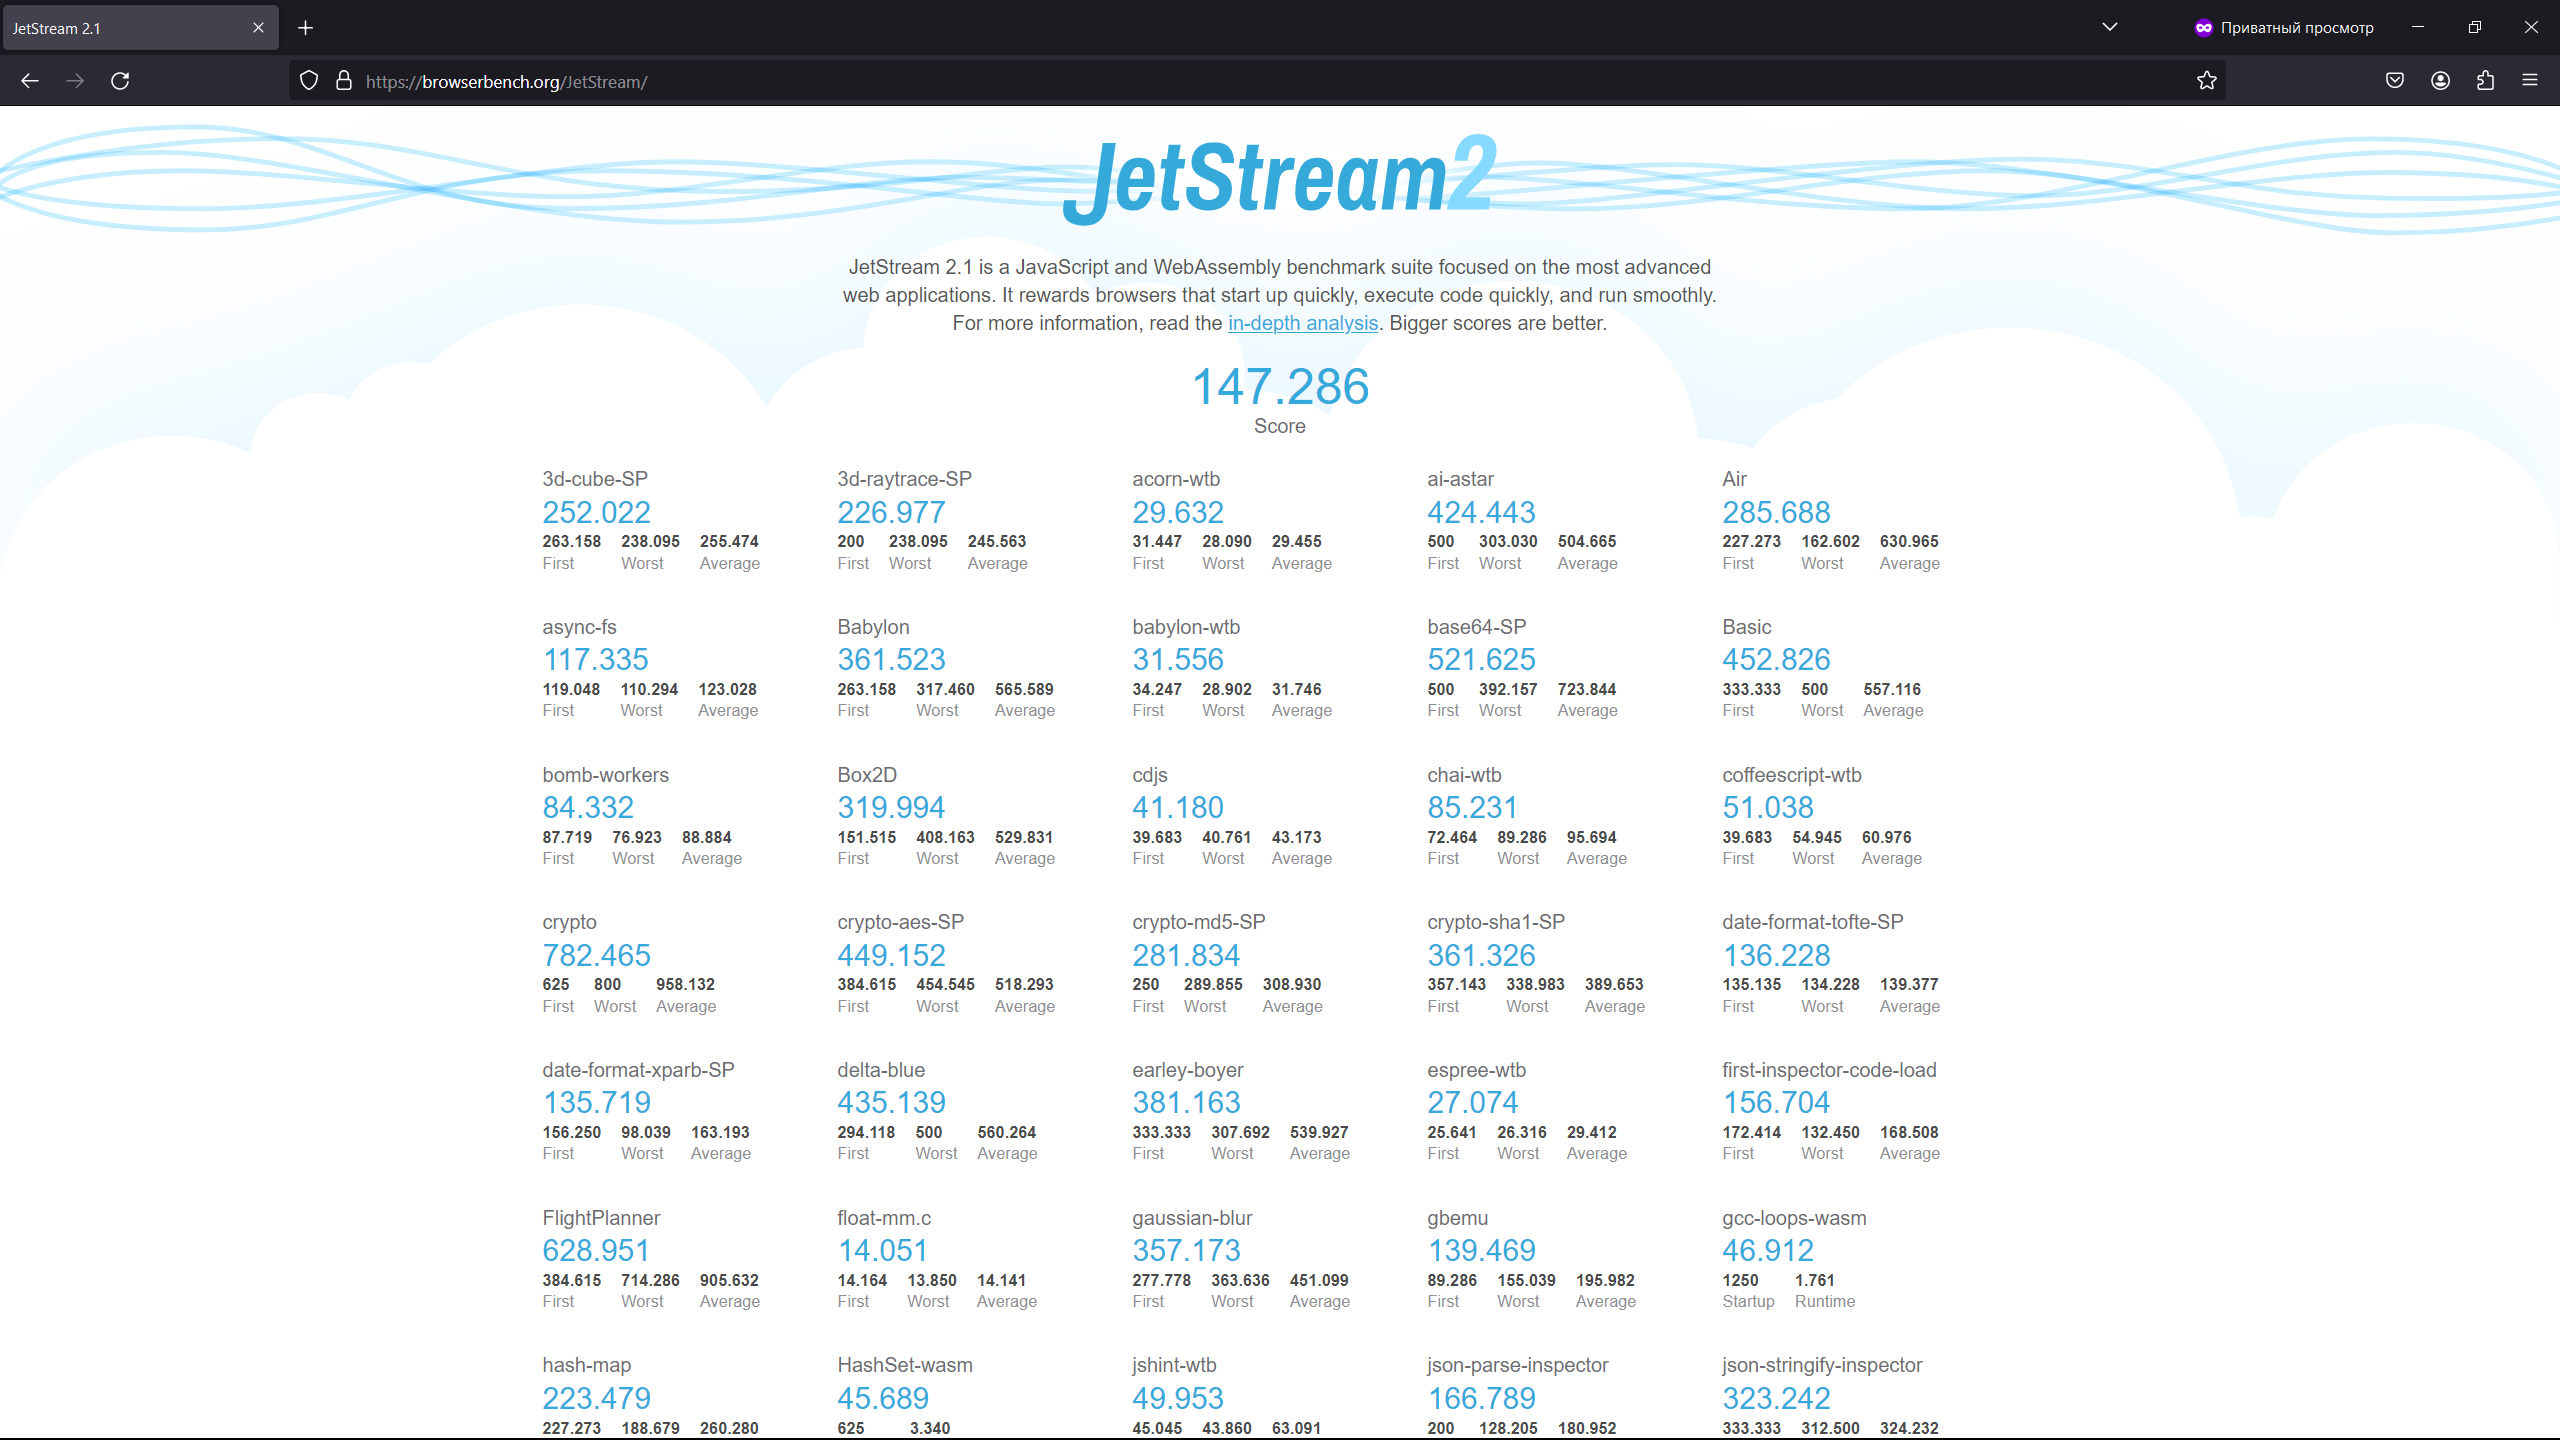 JetStream 2.1
Приватный просмотр
https://browserbench.org/JetStream/
JetStream2
JetStream 2.1 is a JavaScript and WebAssembly benchmark suite focused on the most advanced
web applications. It rewards browsers that start up quickly, execute code quickly, and run smoothly.
For more information, read the in-depth analysis. Bigger scores are better.
147.286
Score
3d-cube-SP 3d-raytrace-SP acorn-wtb ai-astar Air
252.022 226.977 29.632 424.443 285.688
263.158 238.095 255.474 200 238.095 245.563 31.447 28.090 29.455 500 303.030 504.665 227.273 162.602 630.965
First Worst Average First Worst Average First Worst Average First Worst Average First Worst Average
async-fs Babylon babylon-wtb base64-SP Basic
117.335 361.523 31.556 521.625 452.826
119.048 110.294 123.028 263.158 317.460 565.589 34.247 28.902 31.746 500 392.157 723.844 333.333 500 557.116
First Worst Average First Worst Average First Worst Average First Worst Average First Worst Average
bomb-workers Box2D cdjs chai-wtb coffeescript-wtb
84.332 319.994 41.180 85.231 51.038
87.719 76.923 88.884 151.515 408.163 529.831 39.683 40.761 43.173 72.464 89.286 95.694 39.683 54.945 60.976
First Worst Average First Worst Average First Worst Average First Worst Average First Worst Average
crypto crypto-aes-SP crypto-md5-SP crypto-sha1-SP date-format-tofte-SP
782.465 449.152 281.834 361.326 136.228
625 800 958.132 384.615 454.545 518.293 250 289.855 308.930 357.143 338.983 389.653 135.135 134.228 139.377
First Worst Average First Worst Average First Worst Average First Worst Average First Worst Average
date-format-xparb-SP delta-blue earley-boyer espree-wtb first-inspector-code-load
135.719 435.139 381.163 27.074 156.704
156.250 98.039 163.193 294.118 500 560.264 333.333 307.692 539.927 25.641 26.316 29.412 172.414 132.450 168.508
First Worst Average First Worst Average First Worst Average First Worst Average First Worst Average
FlightPlanner float-mm.c gaussian-blur gbemu gcc-loops-wasm
628.951 14.051 357.173 139.469 46.912
384.615 714.286 905.632 14.164 13.850 14.141 277.778 363.636 451.099 89.286 155.039 195.982 1250 1.761
First Worst Average First Worst Average First Worst Average First Worst Average Startup Runtime
hash-map HashSet-wasm jshint-wtb json-parse-inspector json-stringify-inspector
223.479 45.689 49.953 166.789 323.242
227.273 188.679 260.280 625 3.340 45.045 43.860 63.091 200 128.205 180.952 333.333 312.500 324.232